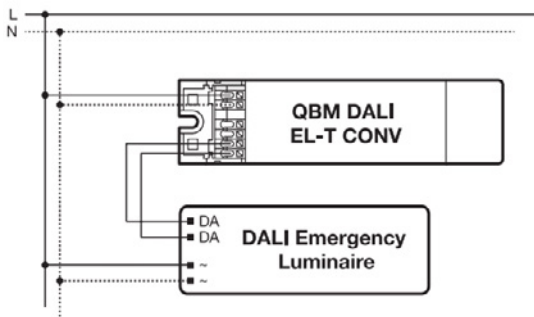 L
N
QBM DALI
EL-T CONV
DA
DA
DALI Emergency
Luminaire
~
~